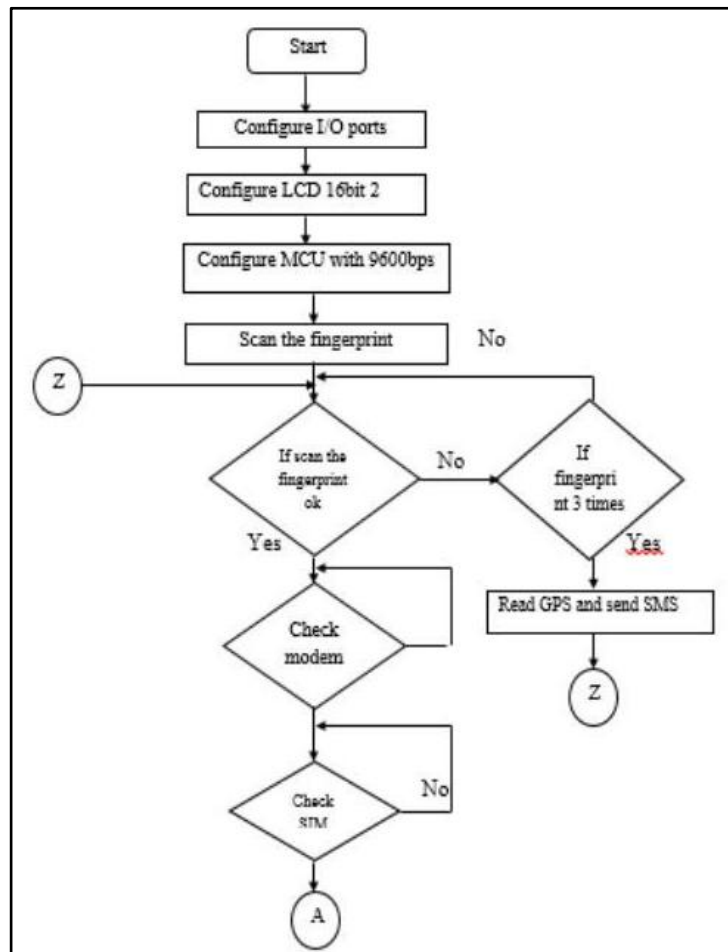 Start
Configure I/O ports
Configure LCD 16bit 2
Configure MCU with 9600bps
Scan the fingerprint
No
Z
If scan the
fingerprint
ok
No
If
fingerpri
nt 3 times
Yes
Yes
Read GPS and send SMS
Check
modem
Z
No
Check
SIM
A